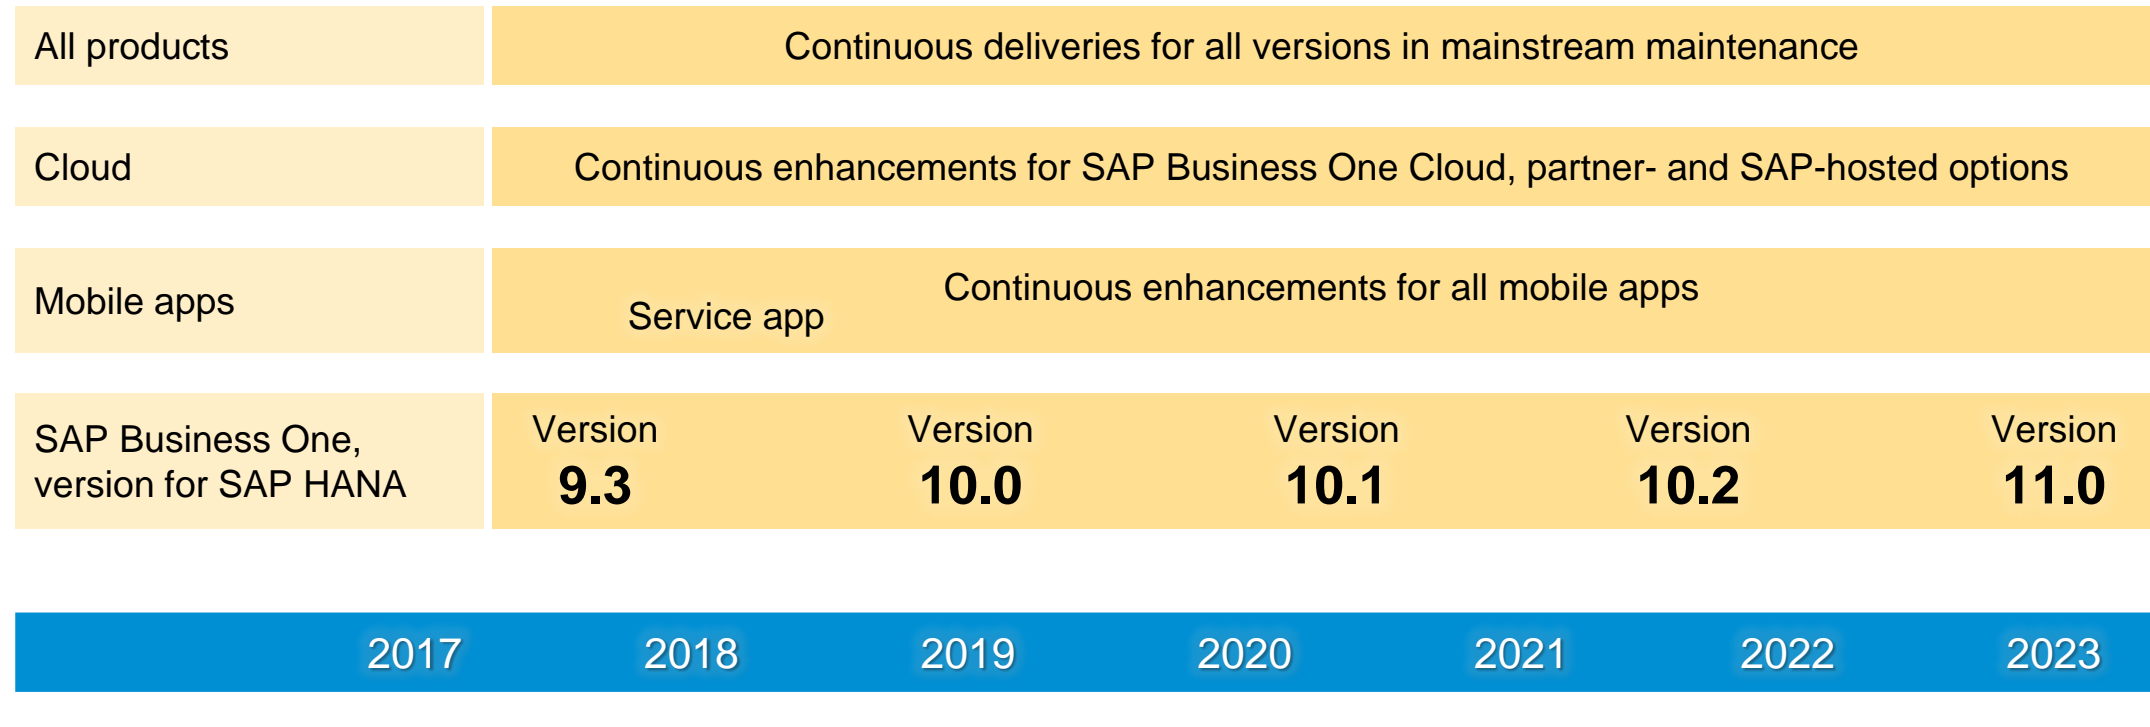 All products
Continuous deliveries for all versions in mainstream maintenance
Cloud
Continuous enhancements for SAP Business One Cloud, partner- and SAP-hosted options
Mobile apps
Continuous enhancements for all mobile apps
Service app
SAP Business One,
version for SAP HANA
Version
9.3
Version
10.0
Version
10.1
Version
10.2
Version
11.0
2017 2018 2019 2020 2021 2022 2023